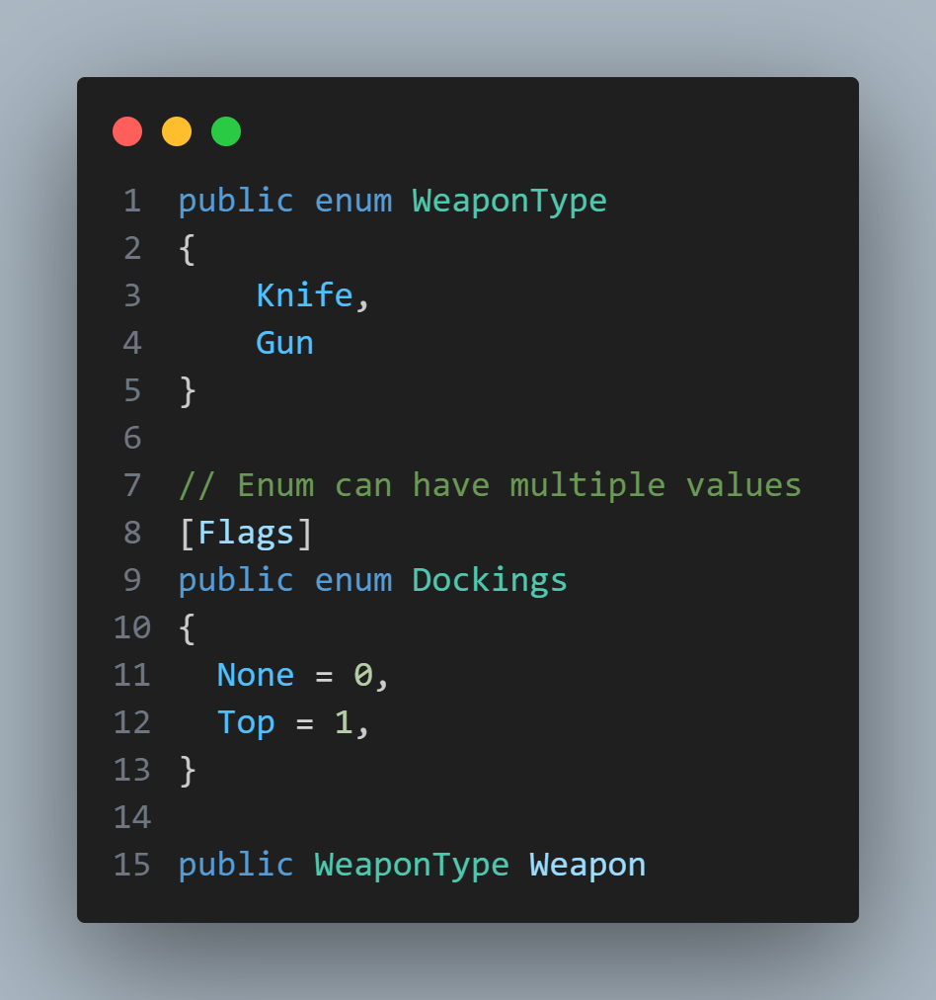 1 public enum WeaponType
2 {
3     Knife,
4     Gun
5 }
6
7 // Enum can have multiple values
8 [Flags]
9 public enum Dockings
10 {
11   None = 0,
12   Top = 1,
13 }
14
15 public WeaponType Weapon